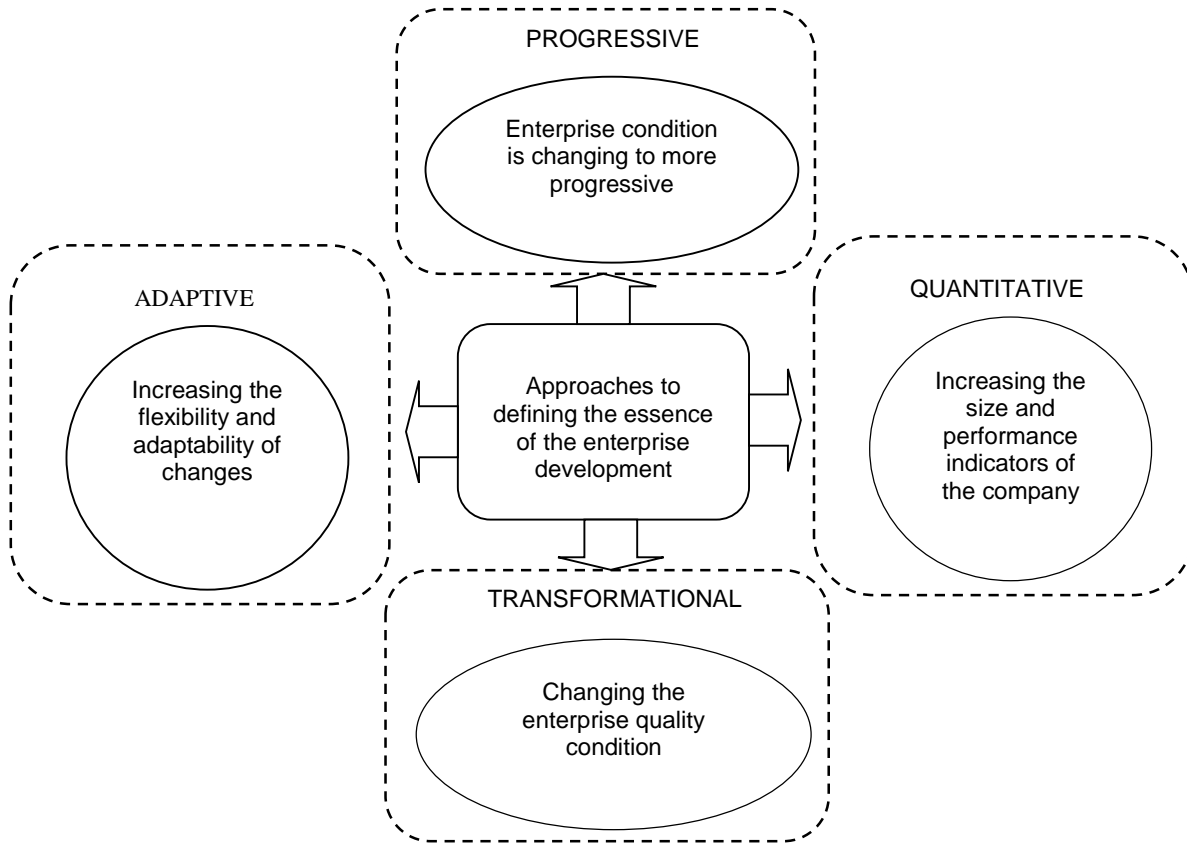 PROGRESSIVE
Enterprise condition
is changing to more
progressive
ADAPTIVE
Increasing the
flexibility and
adaptability of
changes
Approaches to
defining the essence
of the enterprise
development
QUANTITATIVE
Increasing the
size and
performance
indicators of
the company
TRANSFORMATIONAL
Changing the
enterprise quality
condition